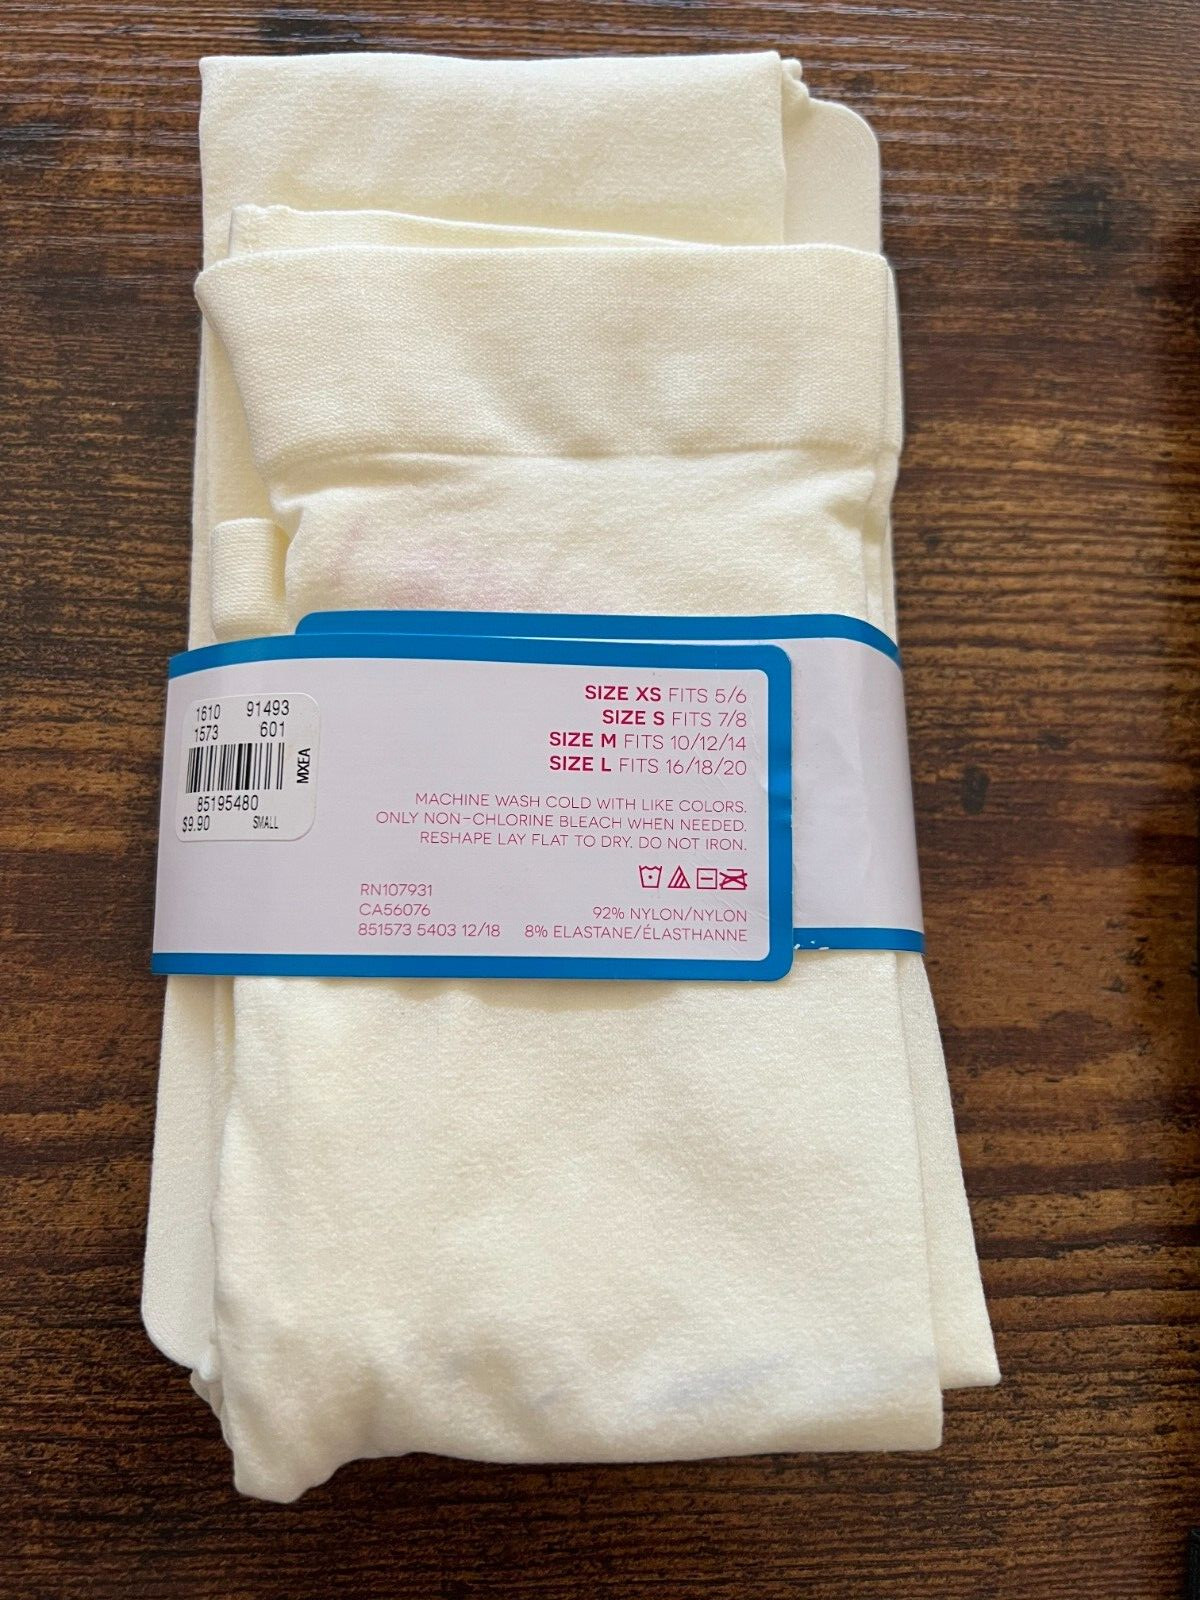 1610 91493
1573 601
MXEA
85195480
$9.90 SMALL
SIZE XS FITS 5/6
SIZE S FITS 7/8
SIZE M FITS 10/12/14
SIZE L FITS 16/18/20
MACHINE WASH COLD WITH LIKE COLORS.
ONLY NON-CHLORINE BLEACH WHEN NEEDED.
RESHAPE LAY FLAT TO DRY. DO NOT IRON.
RN107931
CA56076
851573 5403 12/18
92% NYLON/NYLON
8% ELASTANE/ÉLASTHANNE